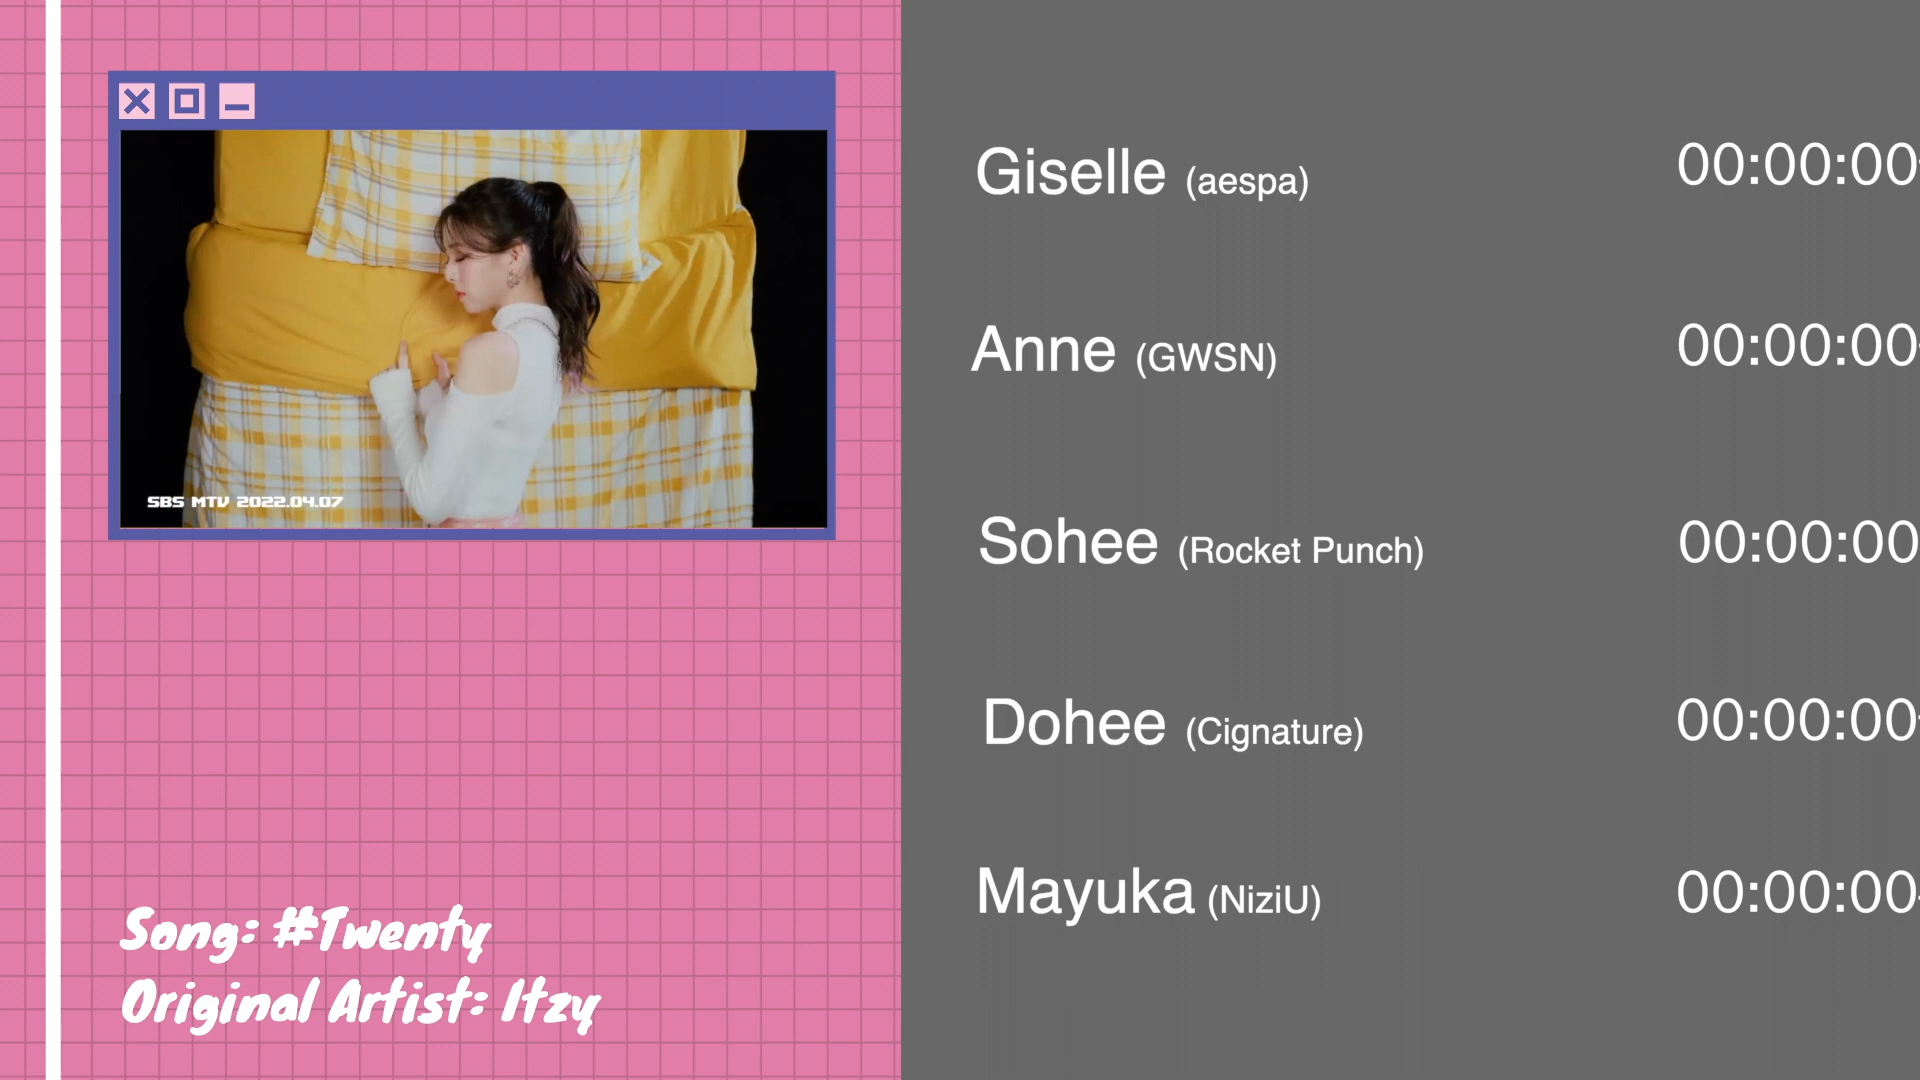 SBS MTV 2022.04.07
Song: #Twenty
Original Artist: Itzy
Giselle (aespa) 00:00:00
Anne (GWSN) 00:00:00
Sohee (Rocket Punch) 00:00:00
Dohee (Cignature) 00:00:00
Mayuka (NiziU) 00:00:00